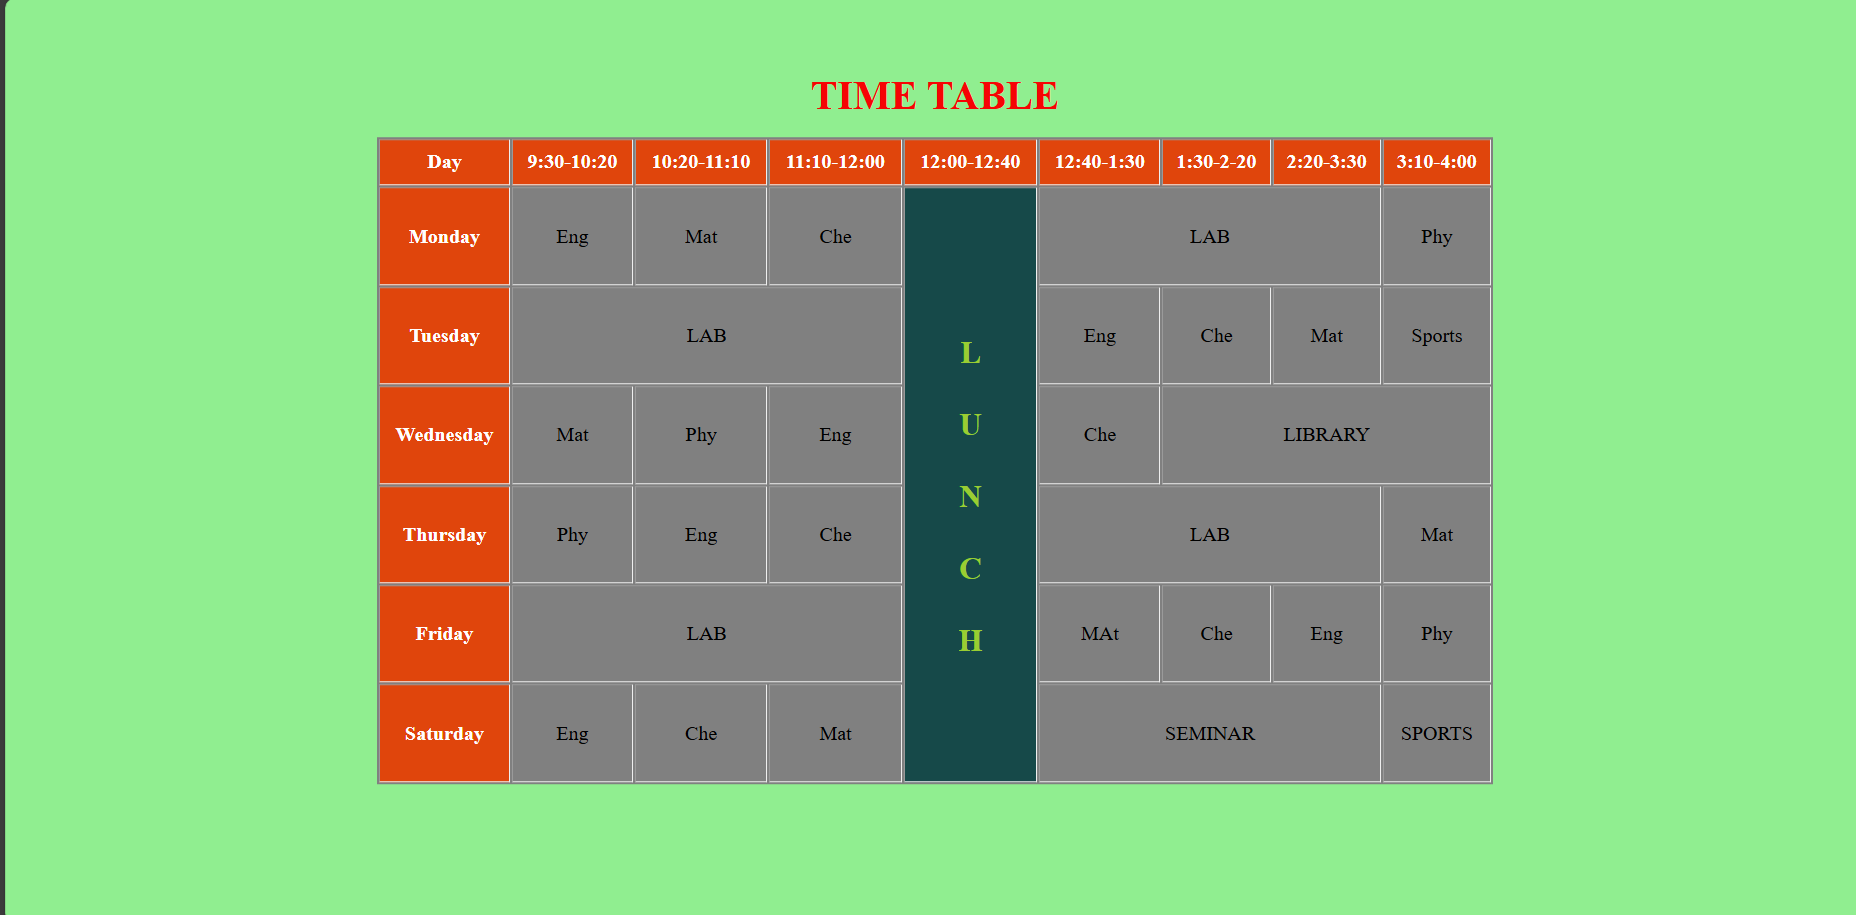 TIME TABLE
Day 9:30-10:20 10:20-11:10 11:10-12:00 12:00-12:40 12:40-1:30 1:30-2-20 2:20-3:30 3:10-4:00
Monday Eng Mat Che LAB Phy
Tuesday LAB Eng Che Mat Sports
L
U
N
C
H
Wednesday Mat Phy Eng Che LIBRARY
Thursday Phy Eng Che LAB Mat
Friday LAB MAt Che Eng Phy
Saturday Eng Che Mat SEMINAR SPORTS